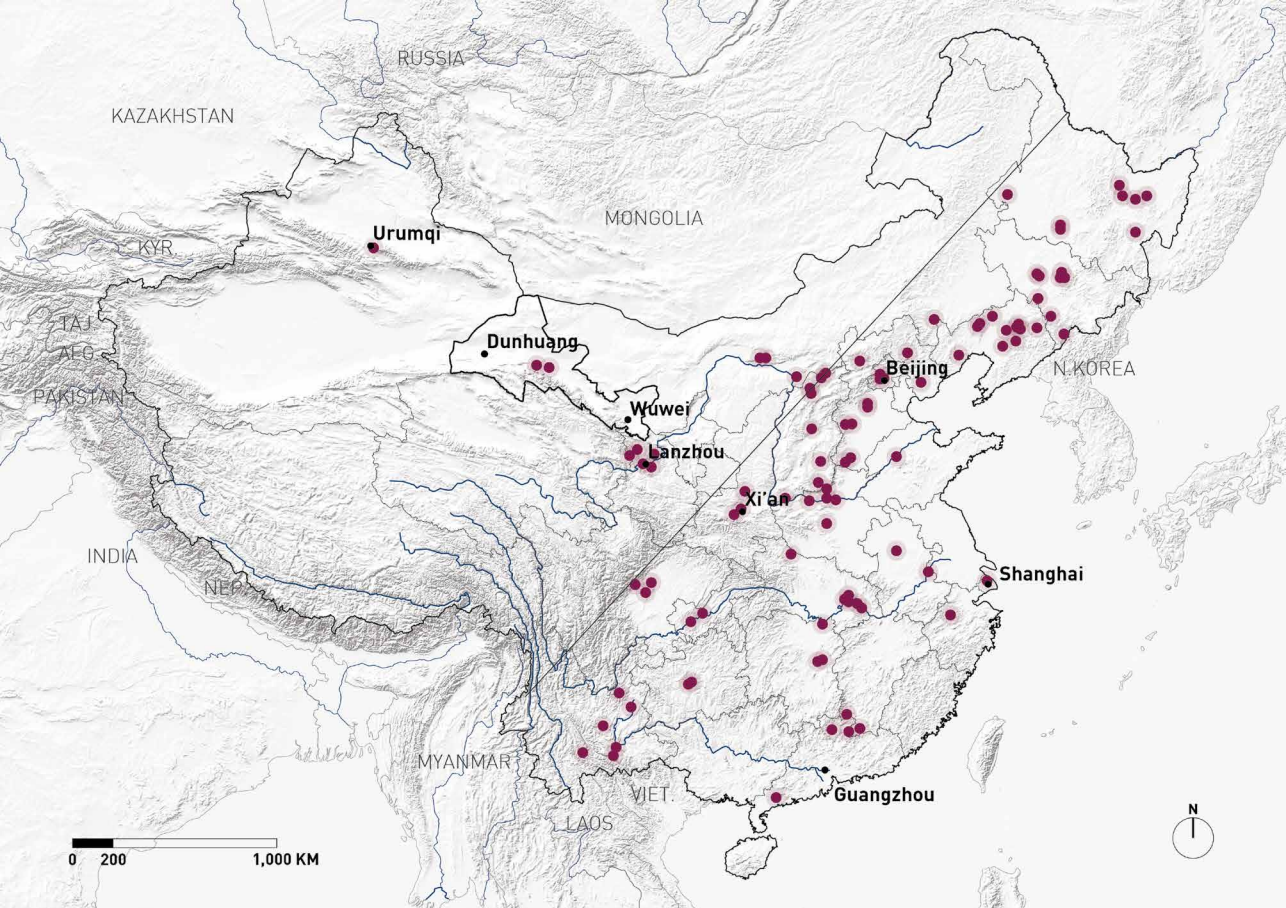 RUSSIA
KAZAKHSTAN
MONGOLIA
Urumqi
KYR.
TAJ.
Dunhuang
AFG.
Beijing
N.KOREA
PAKISTAN
Wuwei
Lanzhou
Xi'an
INDIA
Shanghai
NEP.
MYANMAR
VIET.
Guangzhou
LAOS
N
0 200 1,000 KM